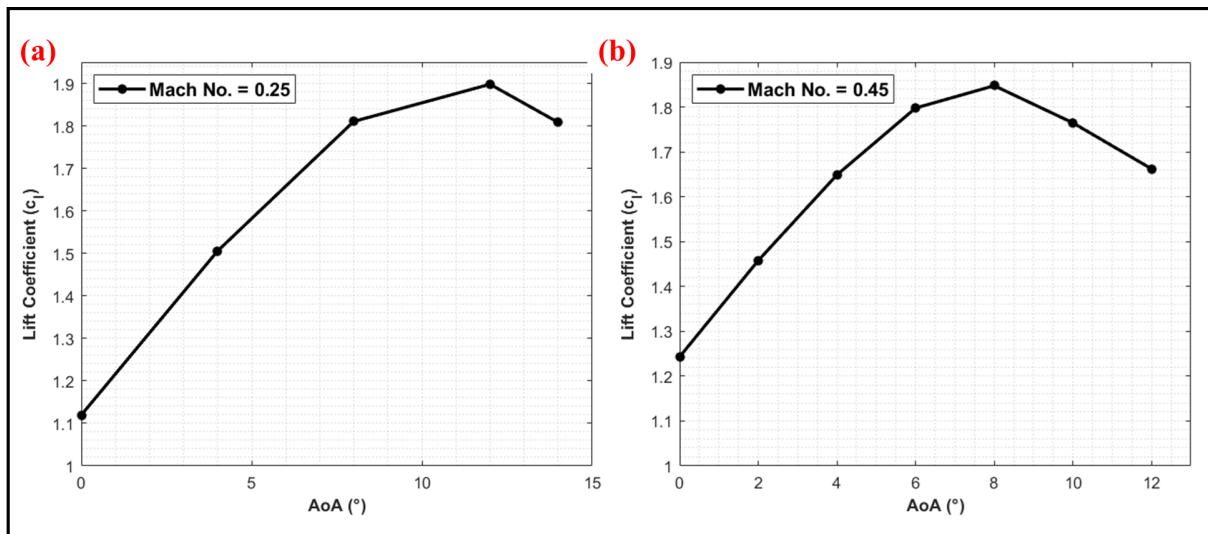 (a)
Mach No. = 0.25
1.9
1.8
1.7
1.6
1.5
1.4
1.3
1.2
1.1
1
Lift Coefficient (c_l)
0 5 10 15
AoA (°)
(b)
Mach No. = 0.45
1.9
1.8
1.7
1.6
1.5
1.4
1.3
1.2
1.1
1
Lift Coefficient (c_l)
0 2 4 6 8 10 12
AoA (°)